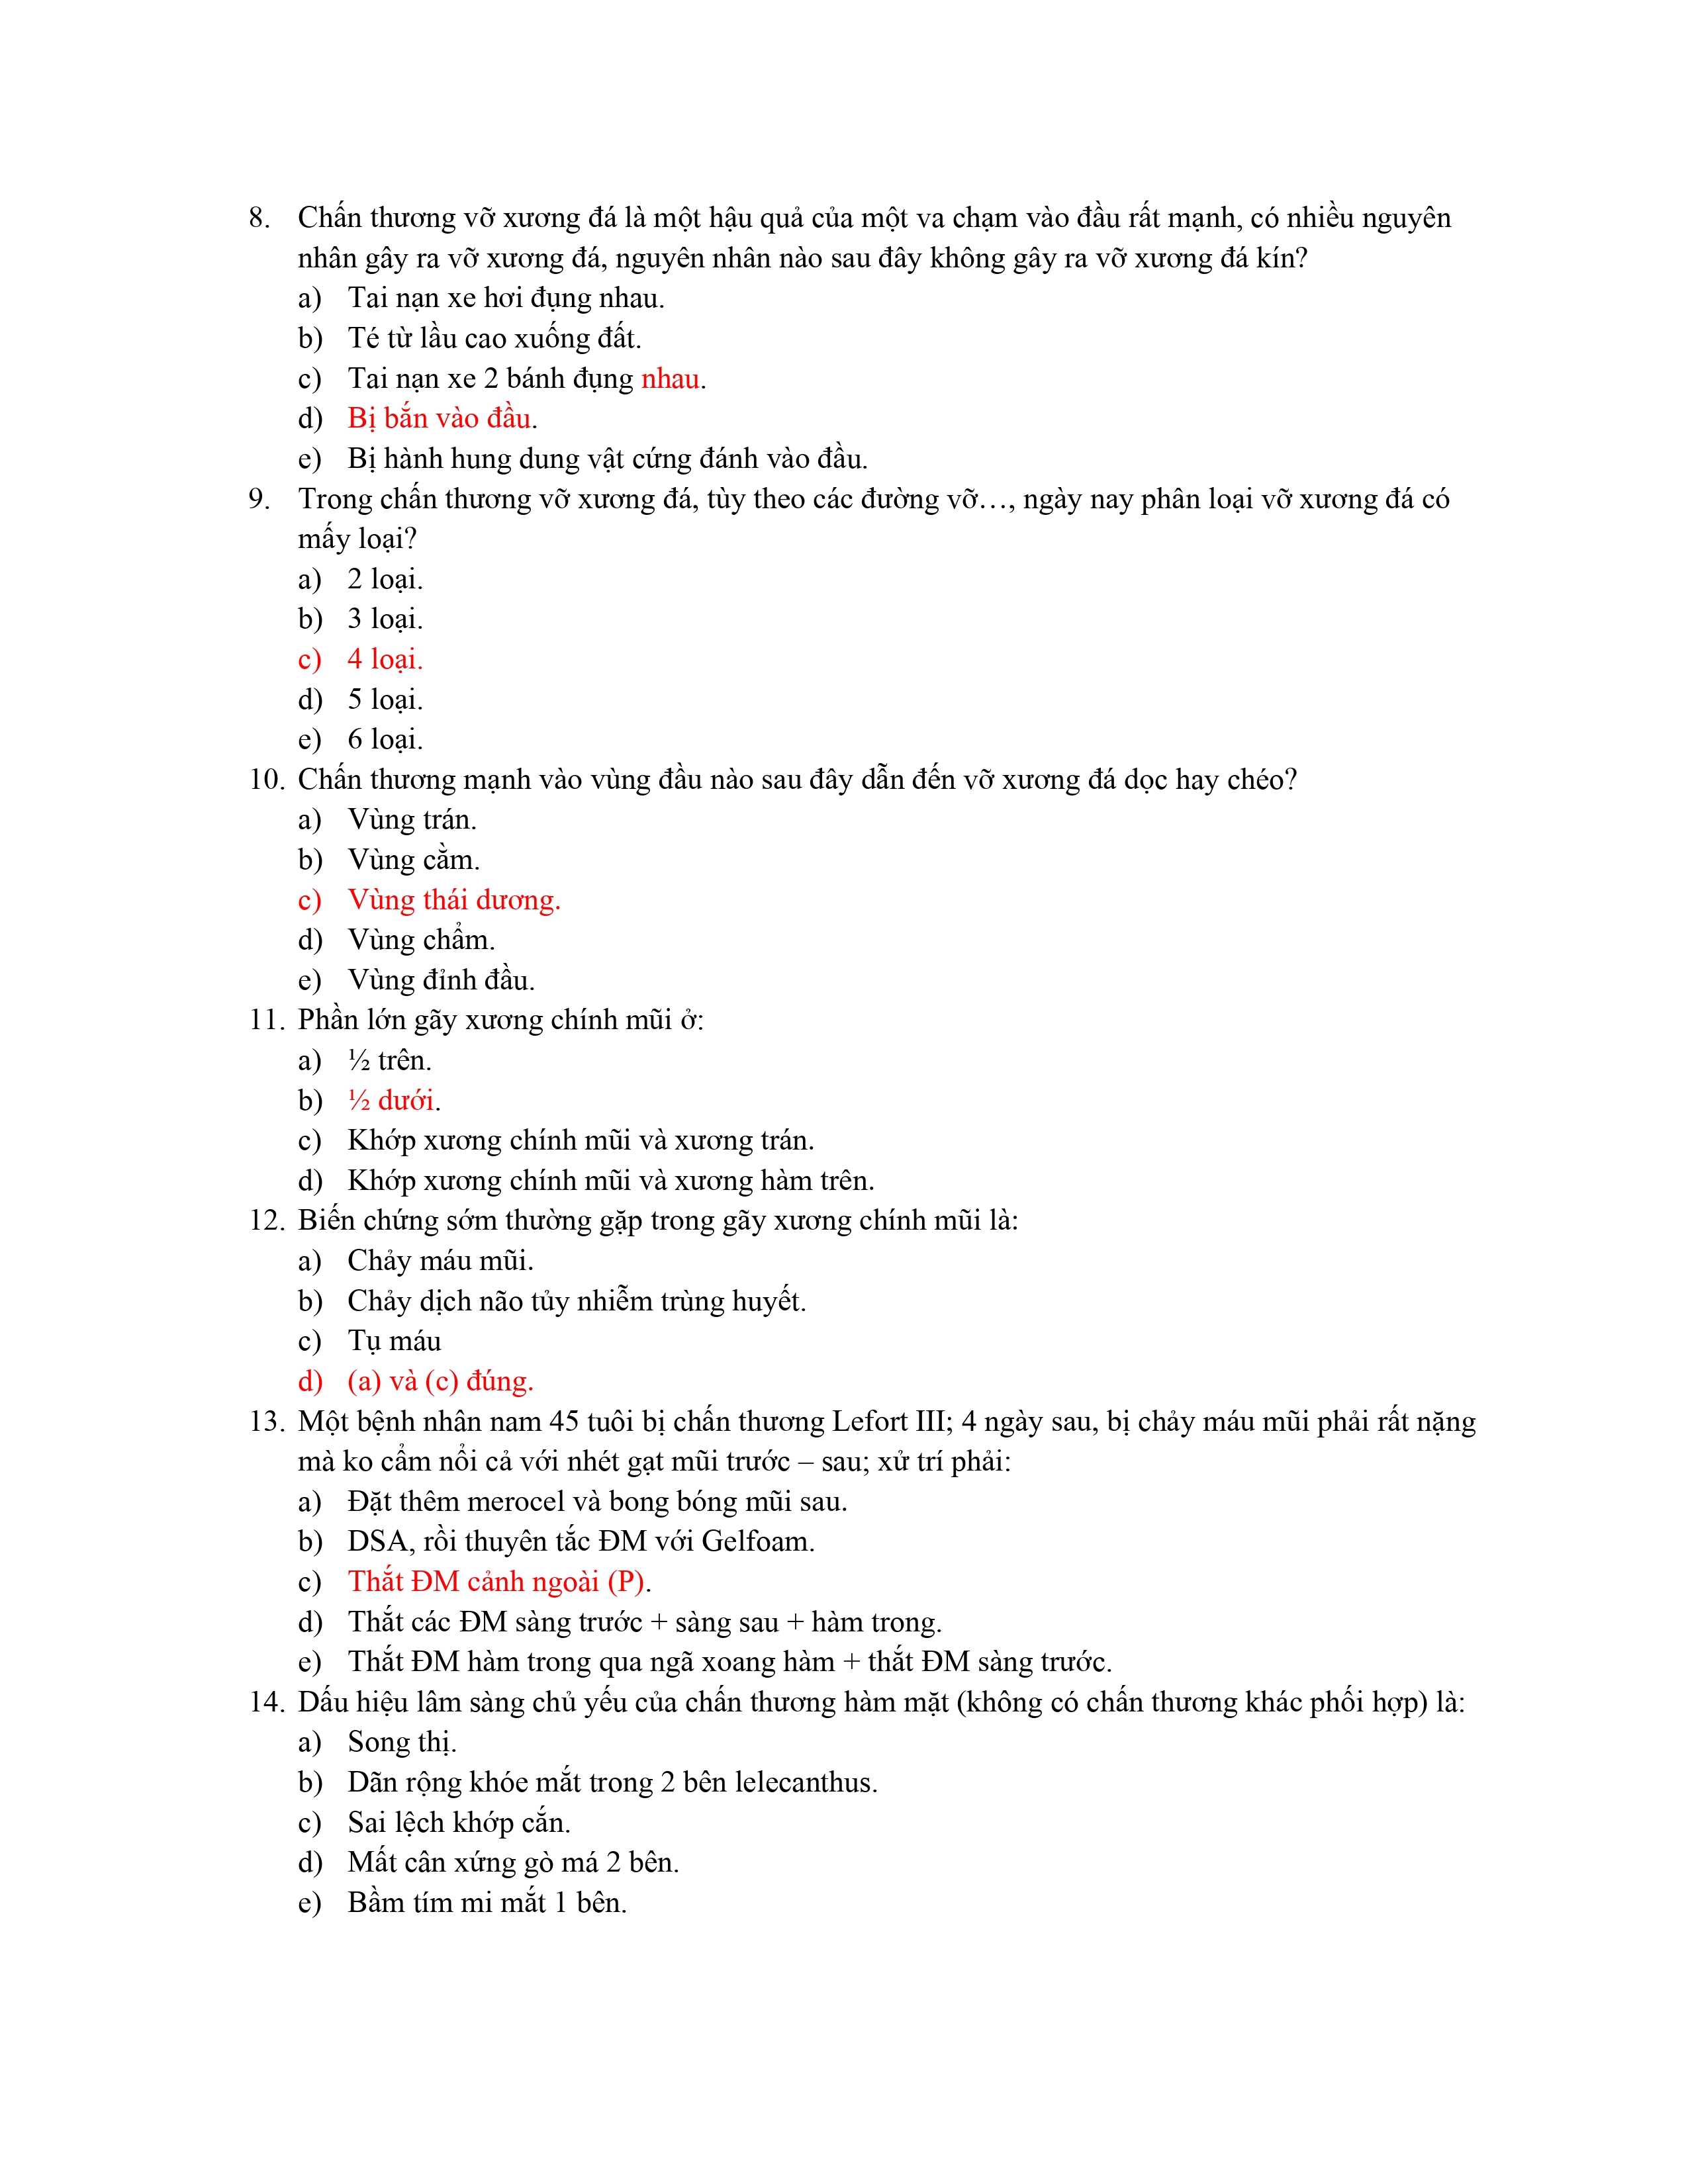 8. Chấn thương vỡ xương đá là một hậu quả của một va chạm vào đầu rất mạnh, có nhiều nguyên
nhân gây ra vỡ xương đá, nguyên nhân nào sau đây không gây ra vỡ xương đá kín?
a) Tai nạn xe hơi đụng nhau.
b) Té từ lầu cao xuống đất.
c) Tai nạn xe 2 bánh đụng nhau.
d) Bị bắn vào đầu.
e) Bị hành hung dung vật cứng đánh vào đầu.
9. Trong chấn thương vỡ xương đá, tùy theo các đường vỡ…, ngày nay phân loại vỡ xương đá có
mấy loại?
a) 2 loại.
b) 3 loại.
c) 4 loại.
d) 5 loại.
e) 6 loại.
10. Chấn thương mạnh vào vùng đầu nào sau đây dẫn đến vỡ xương đá dọc hay chéo?
a) Vùng trán.
b) Vùng cằm.
c) Vùng thái dương.
d) Vùng chẩm.
e) Vùng đỉnh đầu.
11. Phần lớn gãy xương chính mũi ở:
a) ½ trên.
b) ½ dưới.
c) Khớp xương chính mũi và xương trán.
d) Khớp xương chính mũi và xương hàm trên.
12. Biến chứng sớm thường gặp trong gãy xương chính mũi là:
a) Chảy máu mũi.
b) Chảy dịch não tủy nhiễm trùng huyết.
c) Tụ máu
d) (a) và (c) đúng.
13. Một bệnh nhân nam 45 tuôi bị chấn thương Lefort III; 4 ngày sau, bị chảy máu mũi phải rất nặng
mà ko cẩm nổi cả với nhét gạt mũi trước – sau; xử trí phải:
a) Đặt thêm merocel và bong bóng mũi sau.
b) DSA, rồi thuyên tắc ĐM với Gelfoam.
c) Thắt ĐM cảnh ngoài (P).
d) Thắt các ĐM sàng trước + sàng sau + hàm trong.
e) Thắt ĐM hàm trong qua ngã xoang hàm + thắt ĐM sàng trước.
14. Dấu hiệu lâm sàng chủ yếu của chấn thương hàm mặt (không có chấn thương khác phối hợp) là:
a) Song thị.
b) Dãn rộng khóe mắt trong 2 bên lelecanthus.
c) Sai lệch khớp cắn.
d) Mất cân xứng gò má 2 bên.
e) Bầm tím mi mắt 1 bên.